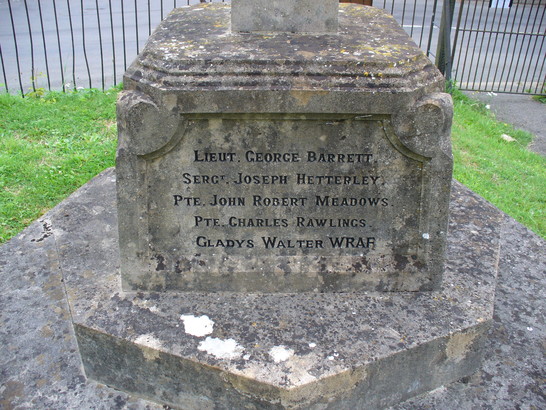 Lieut. George Barrett.
Sergt. Joseph Hetterley.
Pte. John Robert Meadows.
Pte. Charles Rawlings.
Gladys Walter WRAF